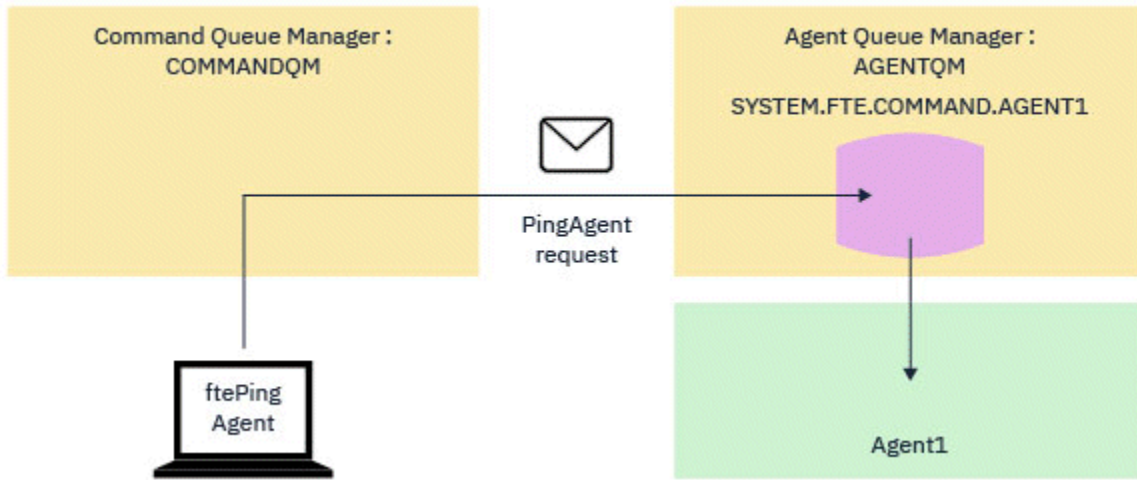 Command Queue Manager :
COMMANDQM
Agent Queue Manager :
AGENTQM
SYSTEM.FTE.COMMAND.AGENT1
PingAgent
request
ftePing
Agent
Agent1